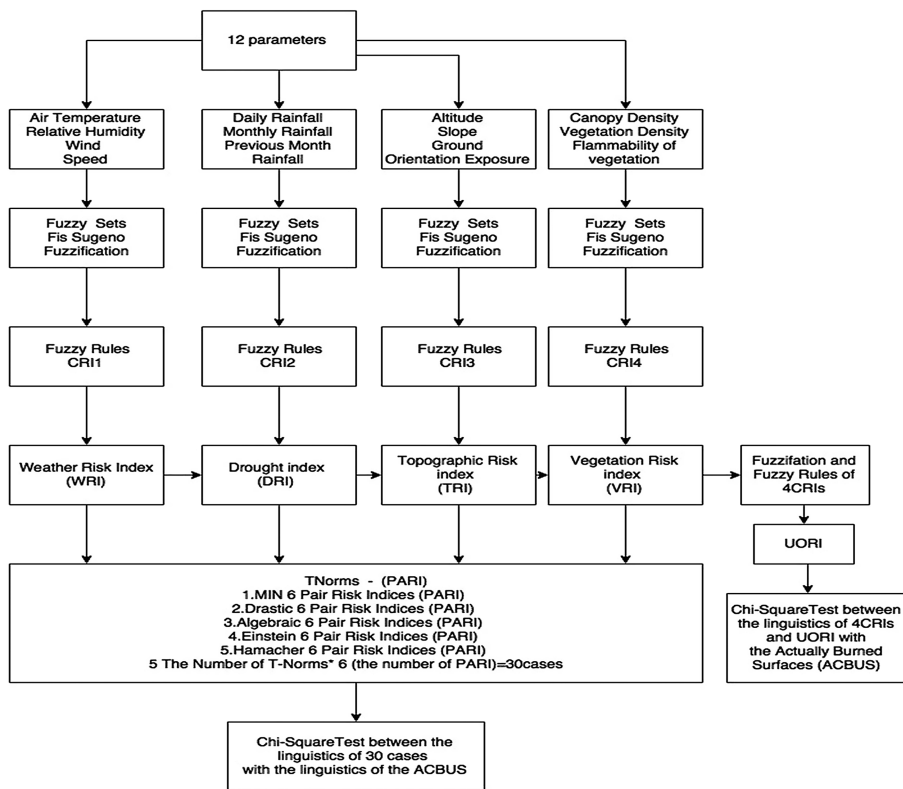 12 parameters
Air Temperature
Relative Humidity
Wind
Speed
Daily Rainfall
Monthly Rainfall
Previous Month
Rainfall
Altitude
Slope
Ground
Orientation Exposure
Canopy Density
Vegetation Density
Flammability of
vegetation
Fuzzy Sets
Fis Sugeno
Fuzzification
Fuzzy Sets
Fis Sugeno
Fuzzification
Fuzzy Sets
Fis Sugeno
Fuzzification
Fuzzy Sets
Fis Sugeno
Fuzzification
Fuzzy Rules
CRI1
Fuzzy Rules
CRI2
Fuzzy Rules
CRI3
Fuzzy Rules
CRI4
Weather Risk Index
(WRI)
Drought index
(DRI)
Topographic Risk
index
(TRI)
Vegetation Risk
index
(VRI)
Fuzzifation and
Fuzzy Rules of
4CRIs
UORI
Chi-SquareTest between
the linguistics of 4CRIs
and UORI with
the Actually Burned
Surfaces (ACBUS)
TNorms - (PARI)
1.MIN 6 Pair Risk Indices (PARI)
2.Drastic 6 Pair Risk Indices (PARI)
3.Algebraic 6 Pair Risk Indices (PARI)
4.Einstein 6 Pair Risk Indices (PARI)
5.Hamacher 6 Pair Risk Indices (PARI)
5 The Number of T-Norms* 6 (the number of PARI)=30cases
Chi-SquareTest between the
linguistics of 30 cases
with the linguistics of the ACBUS